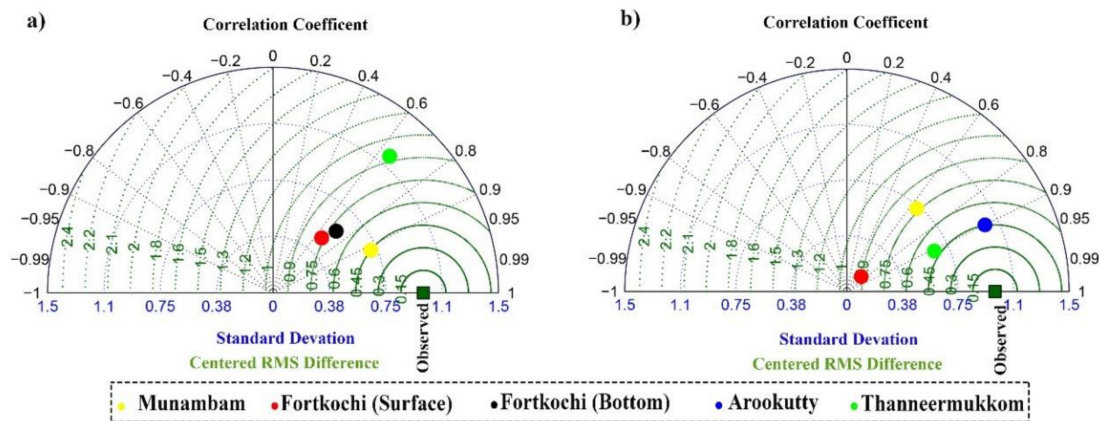 a)
Correlation Coefficent
0
−0.2
0.2
−0.4
0.4
−0.6
0.6
−0.8
0.8
−0.9
0.9
−0.95
0.95
−0.99
0.99
−1
1
2.4 2.2 2.1 2 1.8 1.6 1.5 1.3 1.2 1 0.9 0.75 0.6 0.45 0.3 0.15
1.5 1.1 0.75 0.38 0 0.38 0.75 1.1 1.5
Observed
Standard Devation
Centered RMS Difference
b)
Correlation Coefficent
0
−0.2
0.2
−0.4
0.4
−0.6
0.6
−0.8
0.8
−0.9
0.9
−0.95
0.95
−0.99
0.99
−1
1
2.4 2.2 2.1 2 1.8 1.6 1.5 1.3 1.2 1 0.6 0.45 0.3 0.15
1.5 1.1 0.75 0.38 0 0.38 0.75 1.1 1.5
Observed
Standard Devation
Centered RMS Difference
Munambam Fortkochi (Surface) Fortkochi (Bottom) Arookutty Thanneermukkom